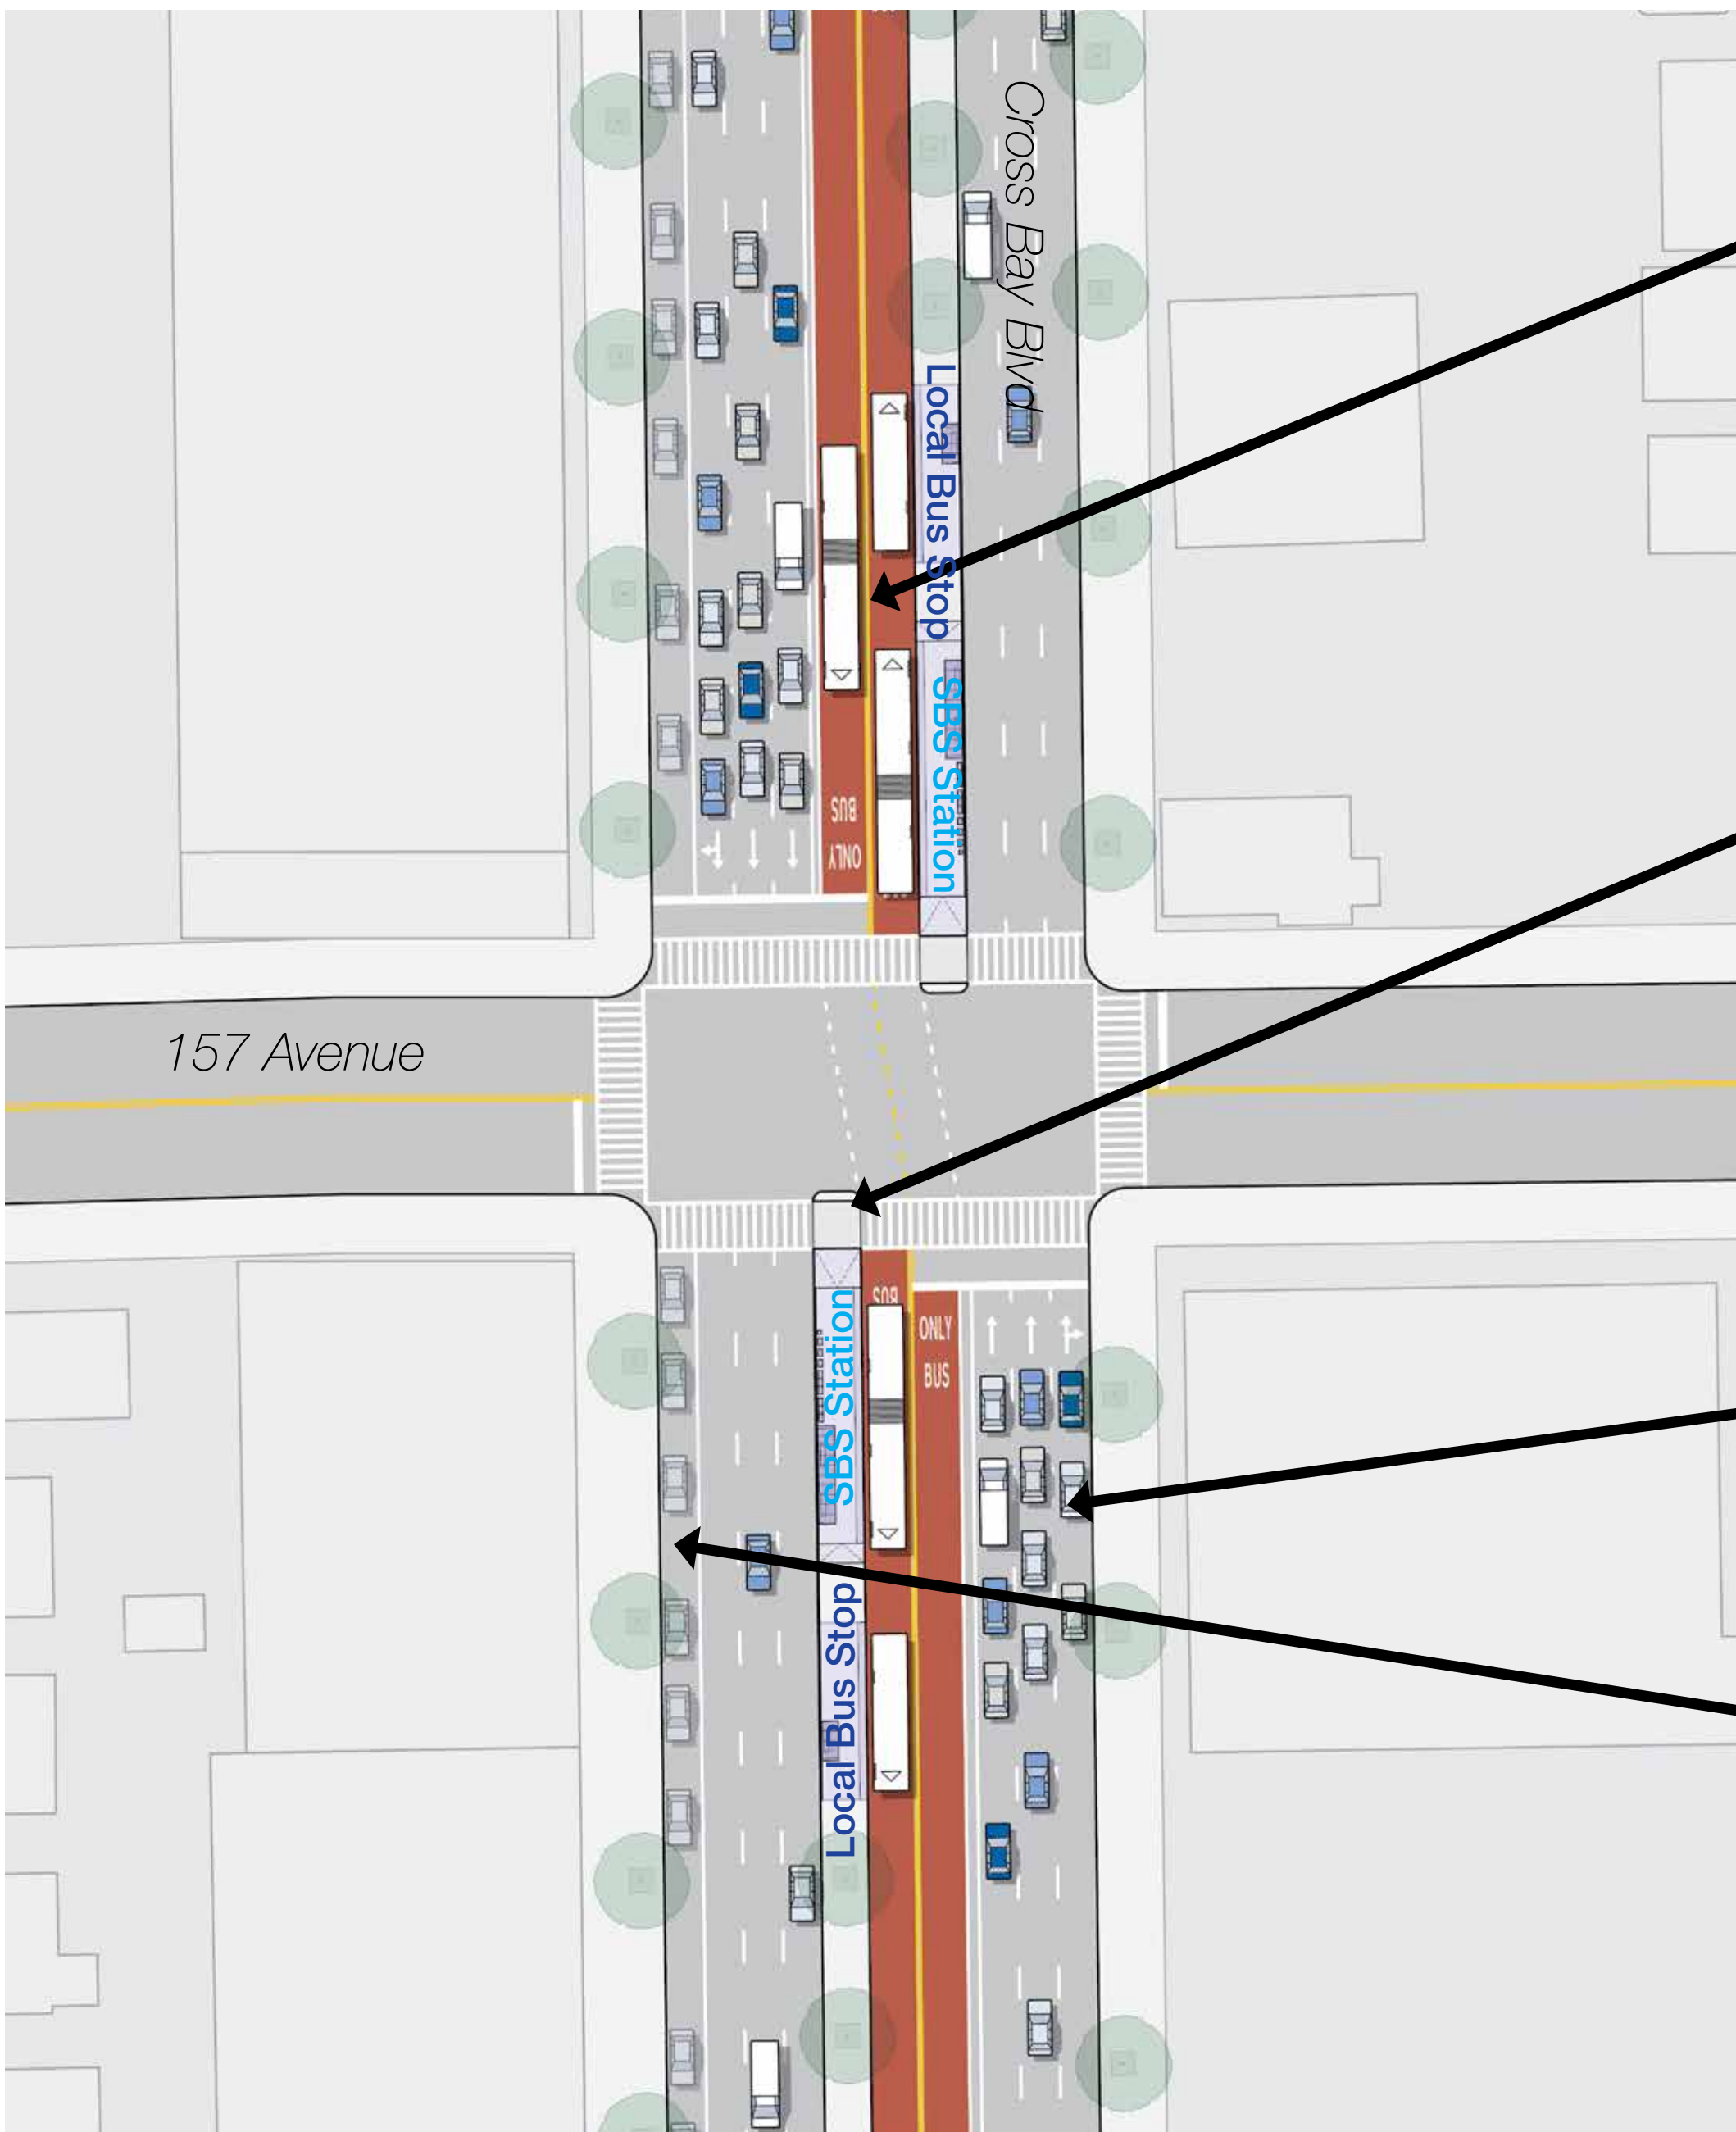 Cross Bay Blvd
Local Bus Stop
SBS Station
ONLY
BUS
157 Avenue
BUS
SBS Station
ONLY
BUS
Local Bus Stop